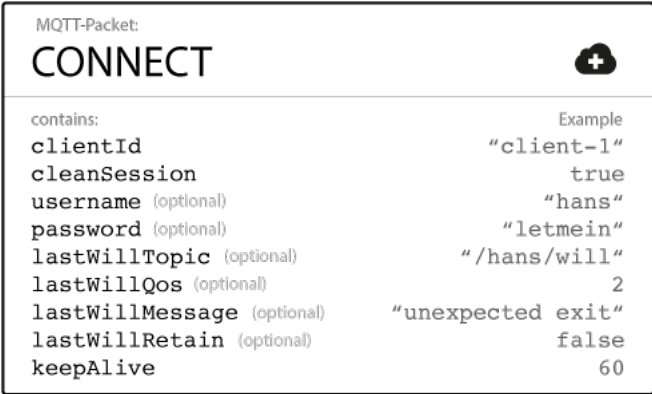 MQTT-Packet:
CONNECT
contains: Example
clientId "client-1"
cleanSession true
username (optional) "hans"
password (optional) "letmein"
lastWillTopic (optional) "/hans/will"
lastWillQos (optional) 2
lastWillMessage (optional) "unexpected exit"
lastWillRetain (optional) false
keepAlive 60